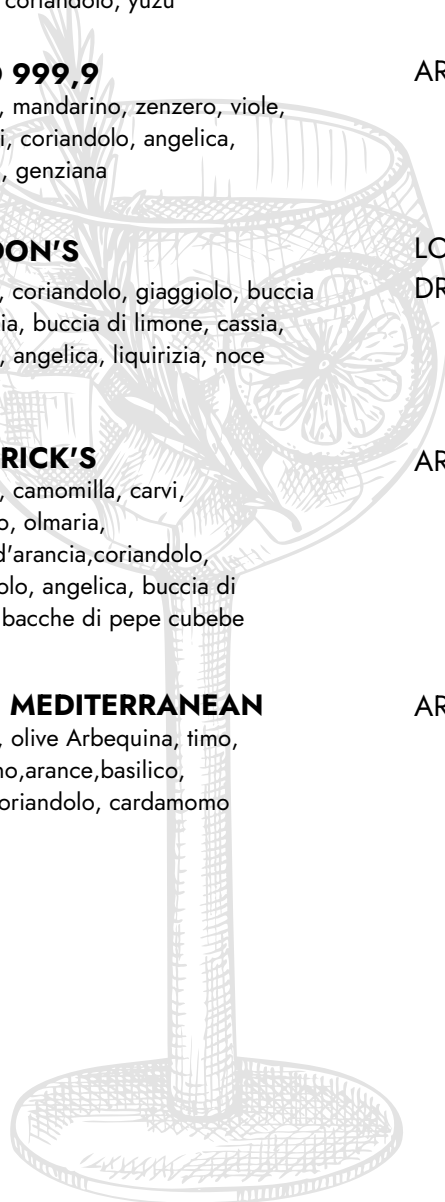 coriandolo, yuzu
O 999,9
AR
, mandarino, zenzero, viole,
i, coriandolo, angelica,
, genziana
DON'S
LO
DR
, coriandolo, giaggiolo, buccia
ia, buccia di limone, cassia,
, angelica, liquirizia, noce
RICK'S
AR
, camomilla, carvi,
o, olmaria,
d'arancia,coriandolo,
olo, angelica, buccia di
bacche di pepe cubebe
MEDITERRANEAN
AR
, olive Arbequina, timo,
no,arance,basilico,
oriandolo, cardamomo